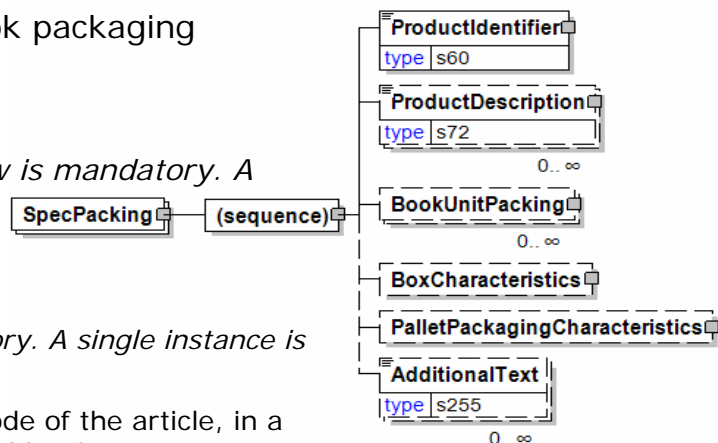 ok packaging
ProductIdentifier
type s60
ProductDescription
type s72
0.. ∞
w is mandatory. A
SpecPacking
(sequence)
BookUnitPacking
0.. ∞
BoxCharacteristics
ory. A single instance is
PalletPackagingCharacteristics
AdditionalText
type s255
ode of the article, in a
0.. ∞